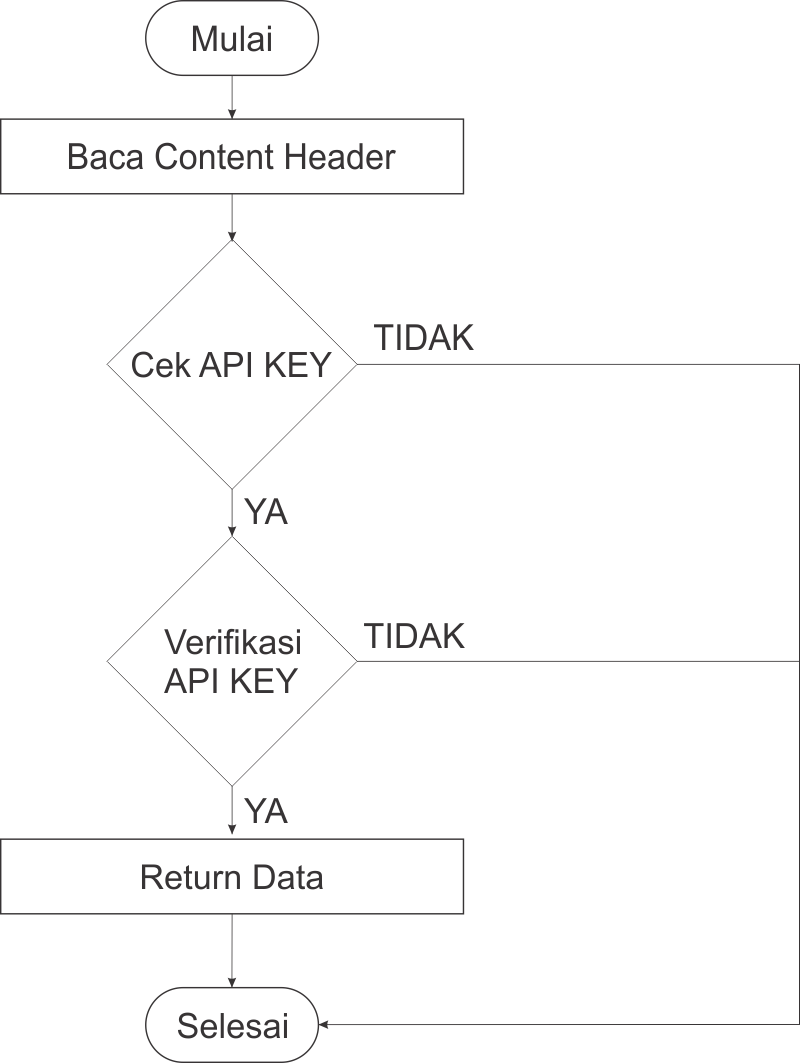 Mulai
Baca Content Header
TIDAK
Cek API KEY
YA
TIDAK
Verifikasi
API KEY
YA
Return Data
Selesai